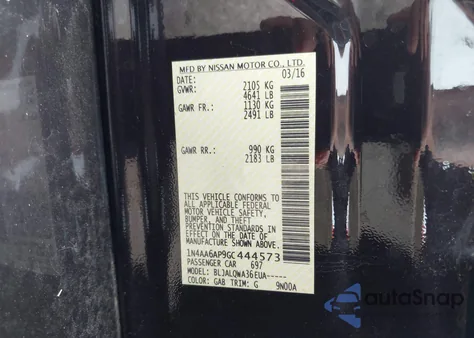 MFD BY NISSAN MOTOR CO., LTD.
DATE: 03/16
GVWR: 2105 KG
4641 LB
GAWR FR.: 1130 KG
2491 LB
GAWR RR.: 990 KG
2183 LB
THIS VEHICLE CONFORMS TO
ALL APPLICABLE FEDERAL
MOTOR VEHICLE SAFETY,
BUMPER, AND THEFT
PREVENTION STANDARDS IN
EFFECT ON THE DATE OF
MANUFACTURE SHOWN ABOVE.
1N4AA6AP9GC444573
PASSENGER CAR 697
MODEL: BLJALQWA36EUA-----
COLOR: GAB TRIM: G 9N00A
autoSnap